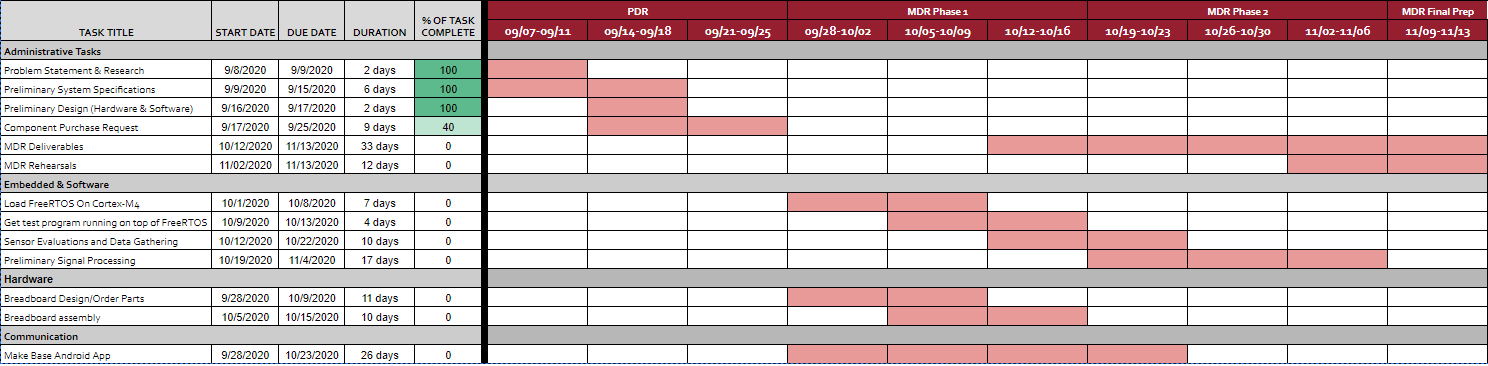 PDR MDR Phase 1 MDR Phase 2 MDR Final Prep
TASK TITLE START DATE DUE DATE DURATION % OF TASK COMPLETE 09/07-09/11 09/14-09/18 09/21-09/25 09/28-10/02 10/05-10/09 10/12-10/16 10/19-10/23 10/26-10/30 11/02-11/06 11/09-11/13
Administrative Tasks
Problem Statement & Research 9/8/2020 9/9/2020 2 days 100
Preliminary System Specifications 9/9/2020 9/15/2020 6 days 100
Preliminary Design (Hardware & Software) 9/16/2020 9/17/2020 2 days 100
Component Purchase Request 9/17/2020 9/25/2020 9 days 40
MDR Deliverables 10/12/2020 11/13/2020 33 days 0
MDR Rehearsals 11/02/2020 11/13/2020 12 days 0
Embedded & Software
Load FreeRTOS On Cortex-M4 10/1/2020 10/8/2020 7 days 0
Get test program running on top of FreeRTOS 10/9/2020 10/13/2020 4 days 0
Sensor Evaluations and Data Gathering 10/12/2020 10/22/2020 10 days 0
Preliminary Signal Processing 10/19/2020 11/4/2020 17 days 0
Hardware
Breadboard Design/Order Parts 9/28/2020 10/9/2020 11 days 0
Breadboard assembly 10/5/2020 10/15/2020 10 days 0
Communication
Make Base Android App 9/28/2020 10/23/2020 26 days 0